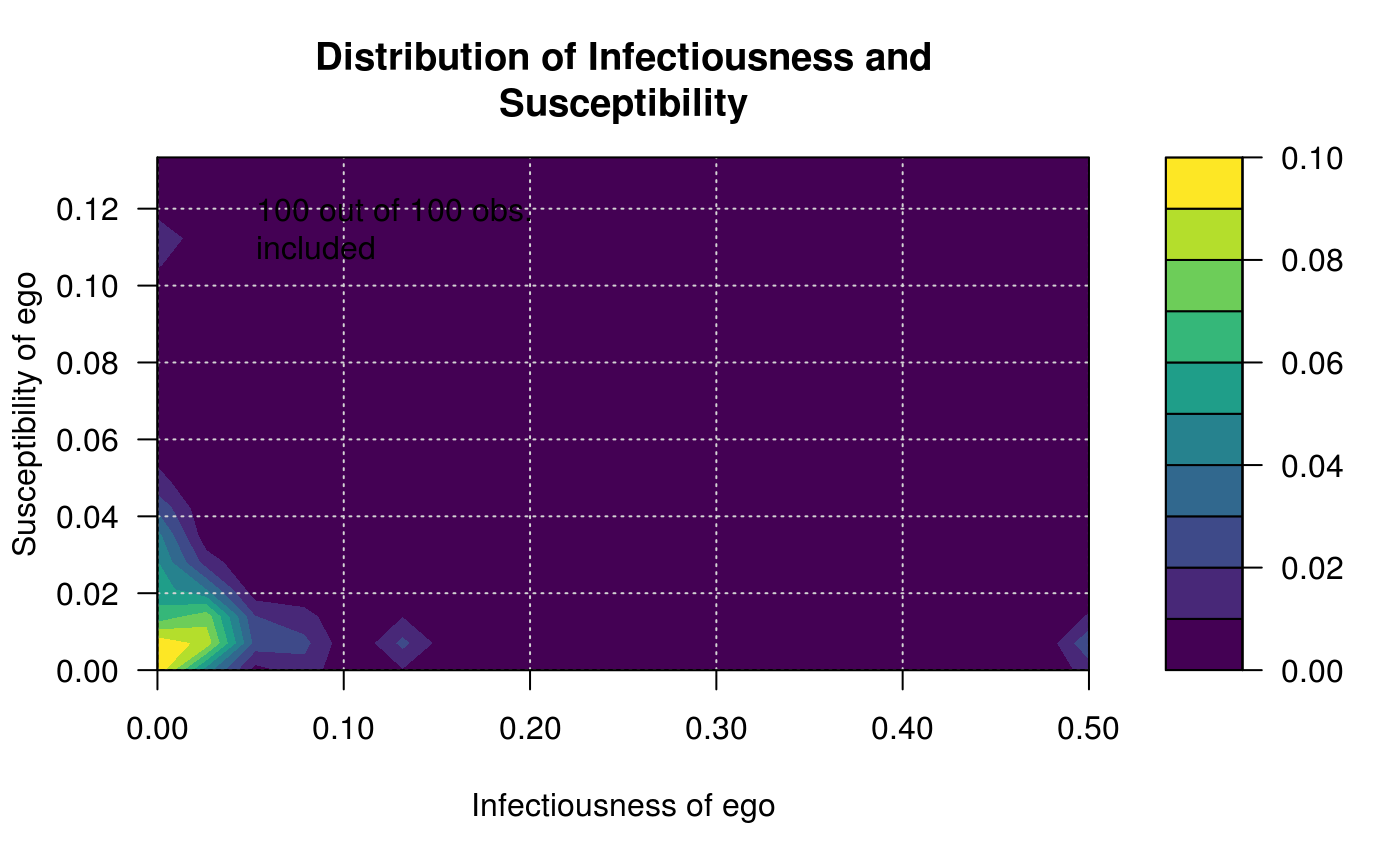 Distribution of Infectiousness and
Susceptibility
100 out of 100 obs.
included
Susceptibility of ego
0.12
0.10
0.08
0.06
0.04
0.02
0.00
0.00 0.10 0.20 0.30 0.40 0.50
Infectiousness of ego
0.10
0.08
0.06
0.04
0.02
0.00